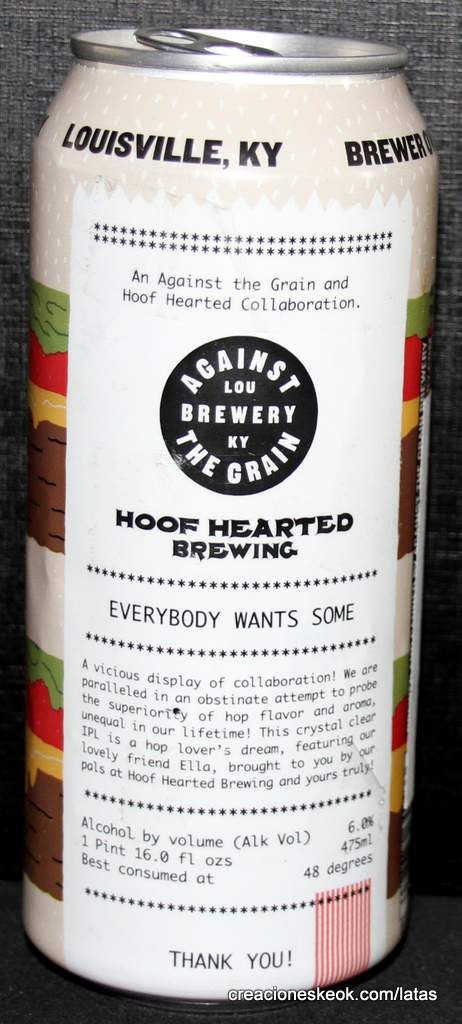 LOUISVILLE, KY
BREWER
************************************
************************************
An Against the Grain and
Hoof Hearted Collaboration.
AGAINST
LOU
BREWERY
KY
THE GRAIN
HOOF HEARTED
BREWING
************************************
EVERYBODY WANTS SOME
************************************
A vicious display of collaboration! We are
paralleled in an obstinate attempt to probe
the superiority of hop flavor and aroma,
unequal in our lifetime! This crystal clear
IPL is a hop lover's dream, featuring our
lovely friend Ella, brought to you by our
pals at Hoof Hearted Brewing and yours truly!
************************************
Alcohol by volume (Alk Vol) 6.0%
1 Pint 16.0 fl ozs 475ml
Best consumed at 48 degrees
************************************
THANK YOU!
creacioneskeok.com/latas